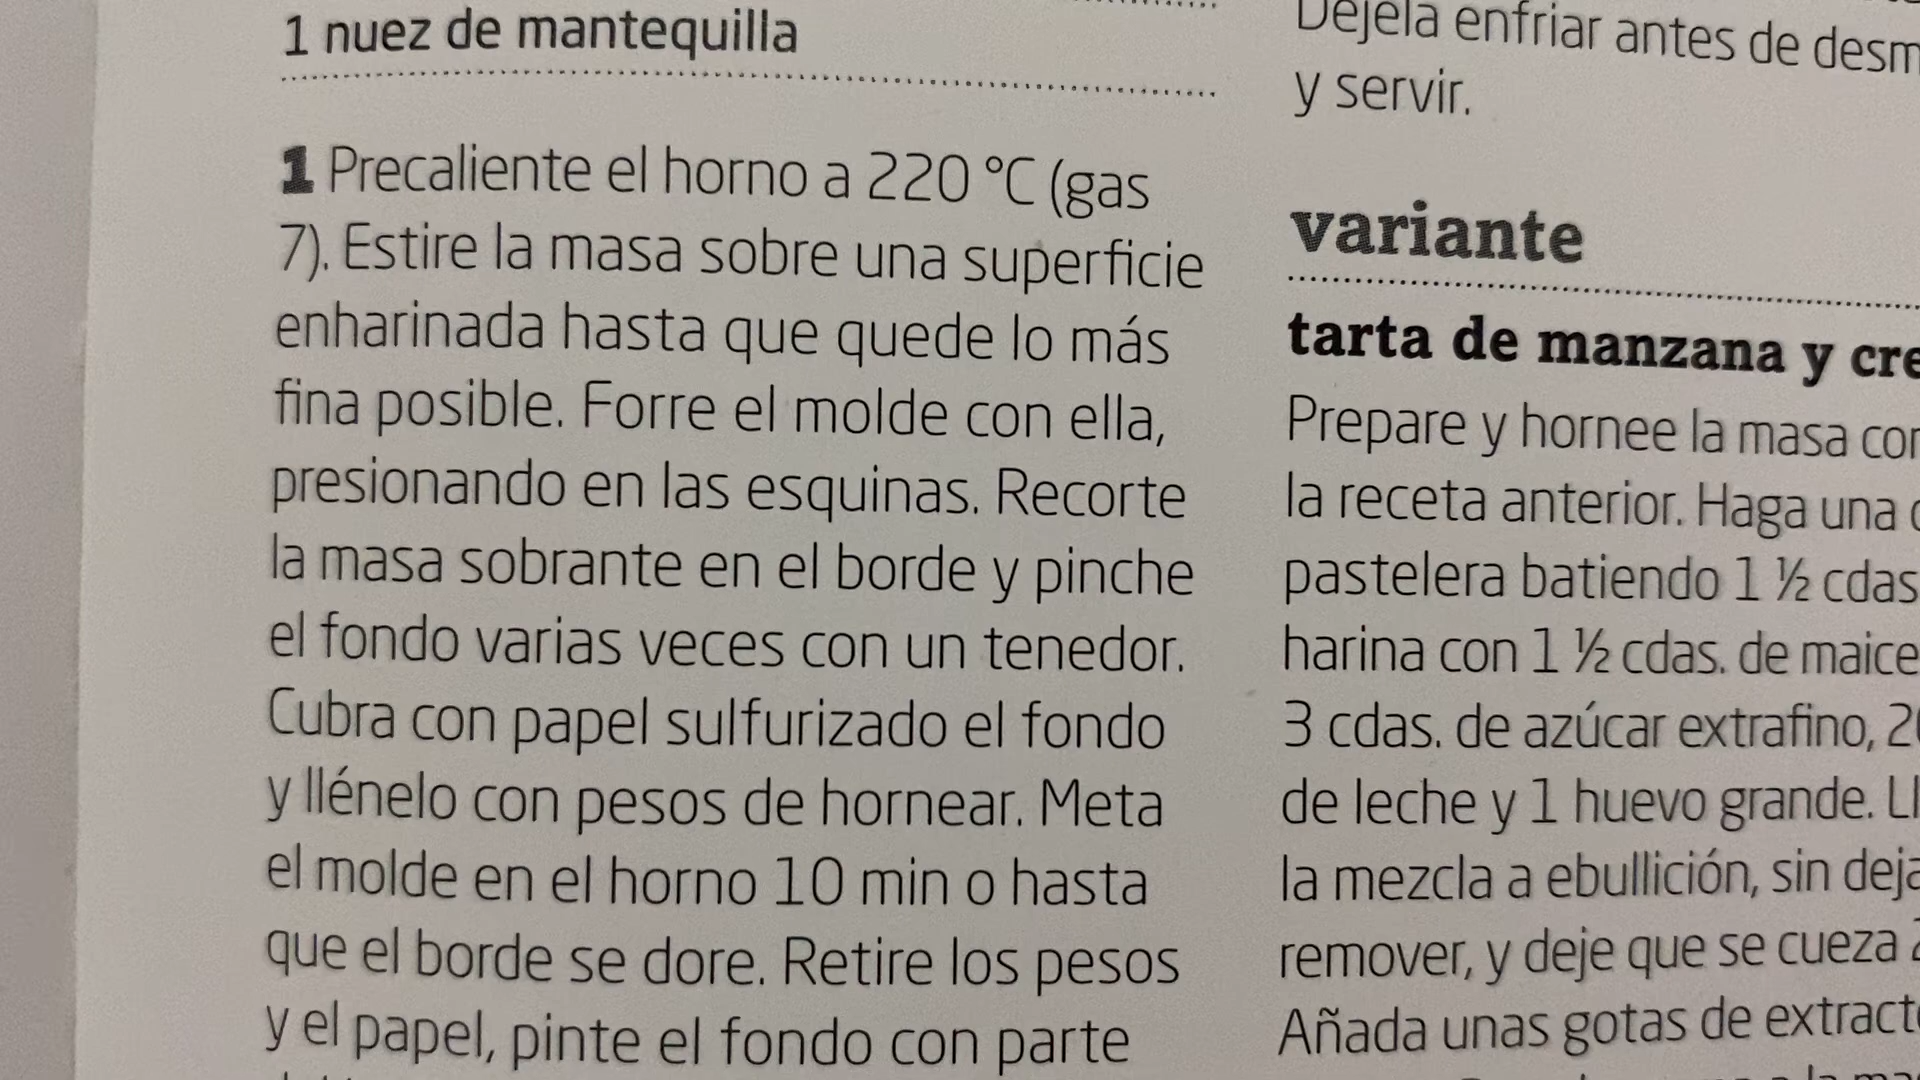 1 nuez de mantequilla
1 Precaliente el horno a 220 °C (gas
7). Estire la masa sobre una superficie
enharinada hasta que quede lo más
fina posible. Forre el molde con ella,
presionando en las esquinas. Recorte
la masa sobrante en el borde y pinche
el fondo varias veces con un tenedor.
Cubra con papel sulfurizado el fondo
y llénelo con pesos de hornear. Meta
el molde en el horno 10 min o hasta
que el borde se dore. Retire los pesos
y el papel, pinte el fondo con parte
Déjela enfriar antes de
y servir.
variante
tarta de manzana y
Prepare y hornee la masa
la receta anterior. Haga una
pastelera batiendo 1 ½ cdas
harina con 1 ½ cdas. de
3 cdas. de azúcar extrafino,
de leche y 1 huevo grande.
la mezcla a ebullición, sin
remover, y deje que se cueza
Añada unas gotas de